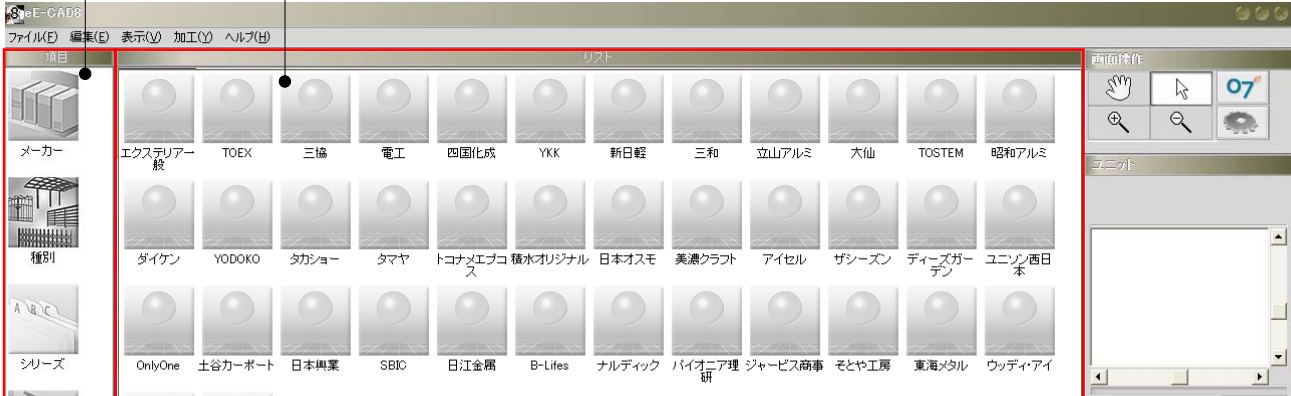 eE-CAD8
ファイル(F) 編集(E) 表示(V) 加工(Y) ヘルプ(H)
項目
リスト
画面操作
メーカー
種別
シリーズ
エクステリア一般
TOEX
三協
電工
四国化成
YKK
新日軽
三和
立山アルミ
大仙
TOSTEM
昭和アルミ
07
ユニット
ダイケン
YODOKO
タカショー
タマヤ
トコナメエプコス
積水オリジナル
日本オスモ
美濃クラフト
アイセル
ザシーズン
ディーズガーデン
ユニソン西日本
A B C
OnlyOne
土谷カーポート
日本興業
SBIC
日江金属
B-Lifes
ナルディック
パイオニア理研
ジャービス商事
そとや工房
東海メタル
ウッディ・アイ